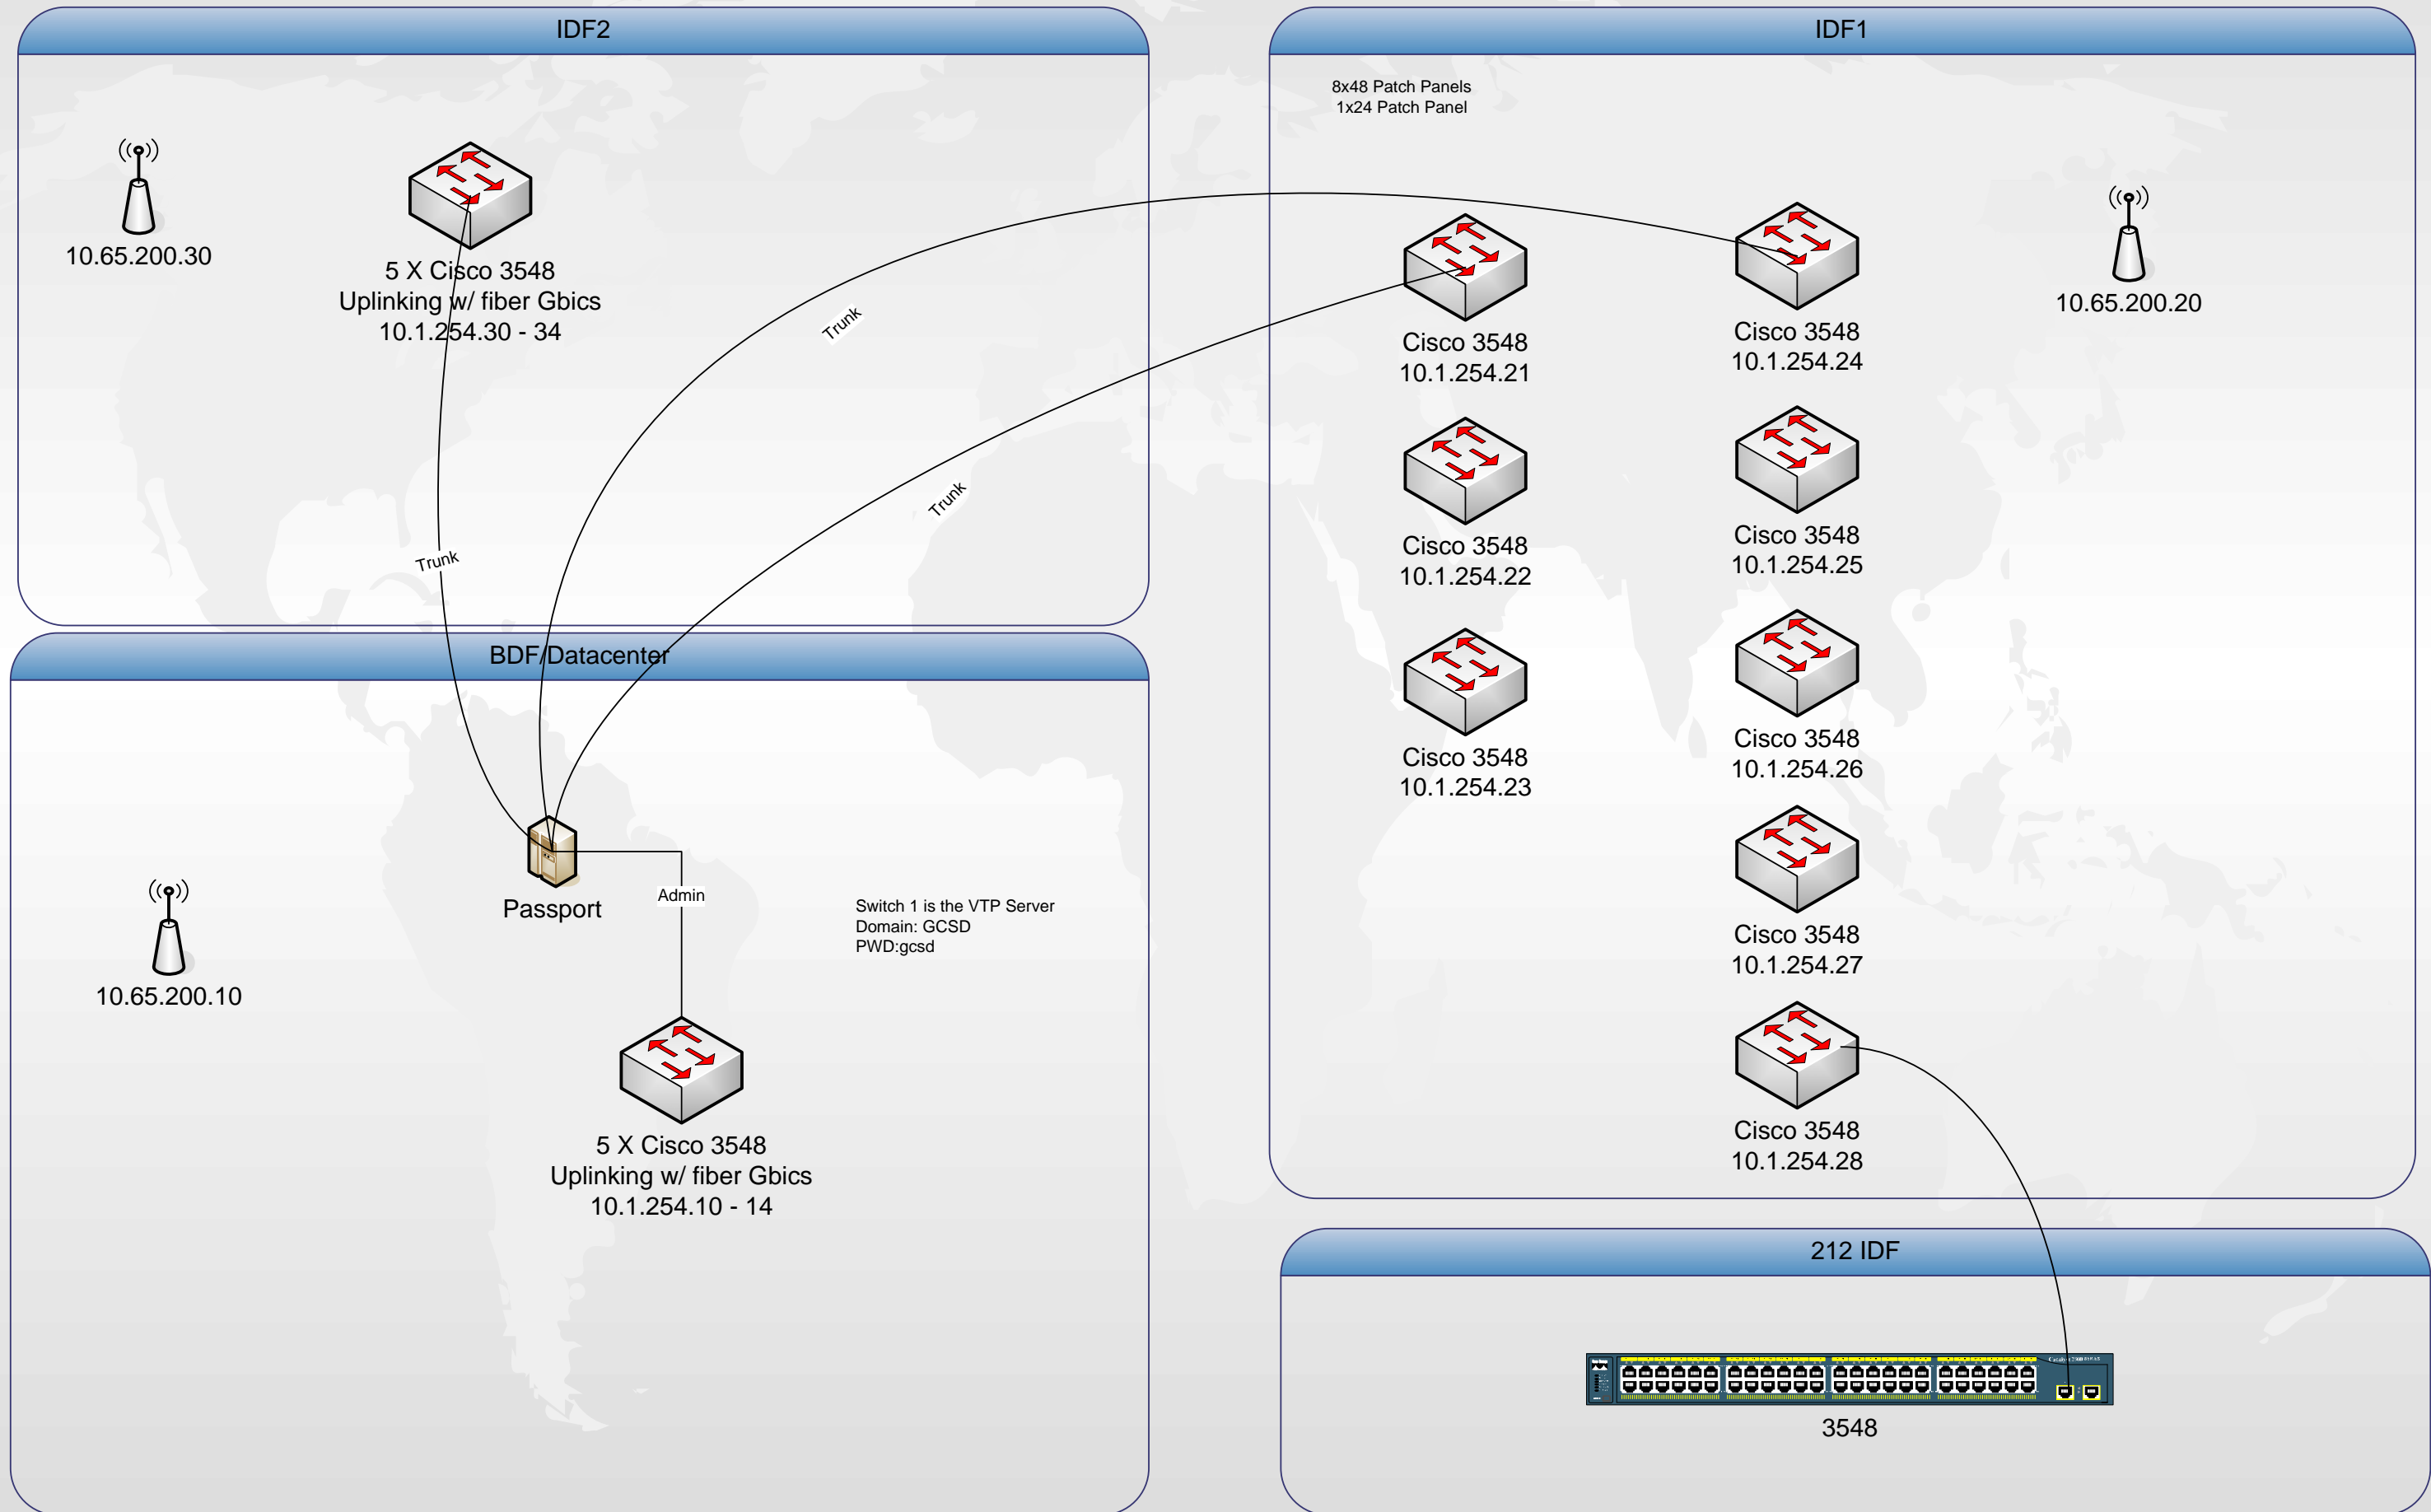 IDF2
10.65.200.30
5 X Cisco 3548
Uplinking w/ fiber Gbics
10.1.254.30 - 34
Trunk
Trunk
Trunk
IDF1
8x48 Patch Panels
1x24 Patch Panel
Cisco 3548
10.1.254.21
Cisco 3548
10.1.254.24
10.65.200.20
Cisco 3548
10.1.254.22
Cisco 3548
10.1.254.25
Cisco 3548
10.1.254.23
Cisco 3548
10.1.254.26
Cisco 3548
10.1.254.27
Cisco 3548
10.1.254.28
BDF/Datacenter
Passport
Admin
Switch 1 is the VTP Server
Domain: GCSD
PWD:gcsd
10.65.200.10
5 X Cisco 3548
Uplinking w/ fiber Gbics
10.1.254.10 - 14
212 IDF
3548